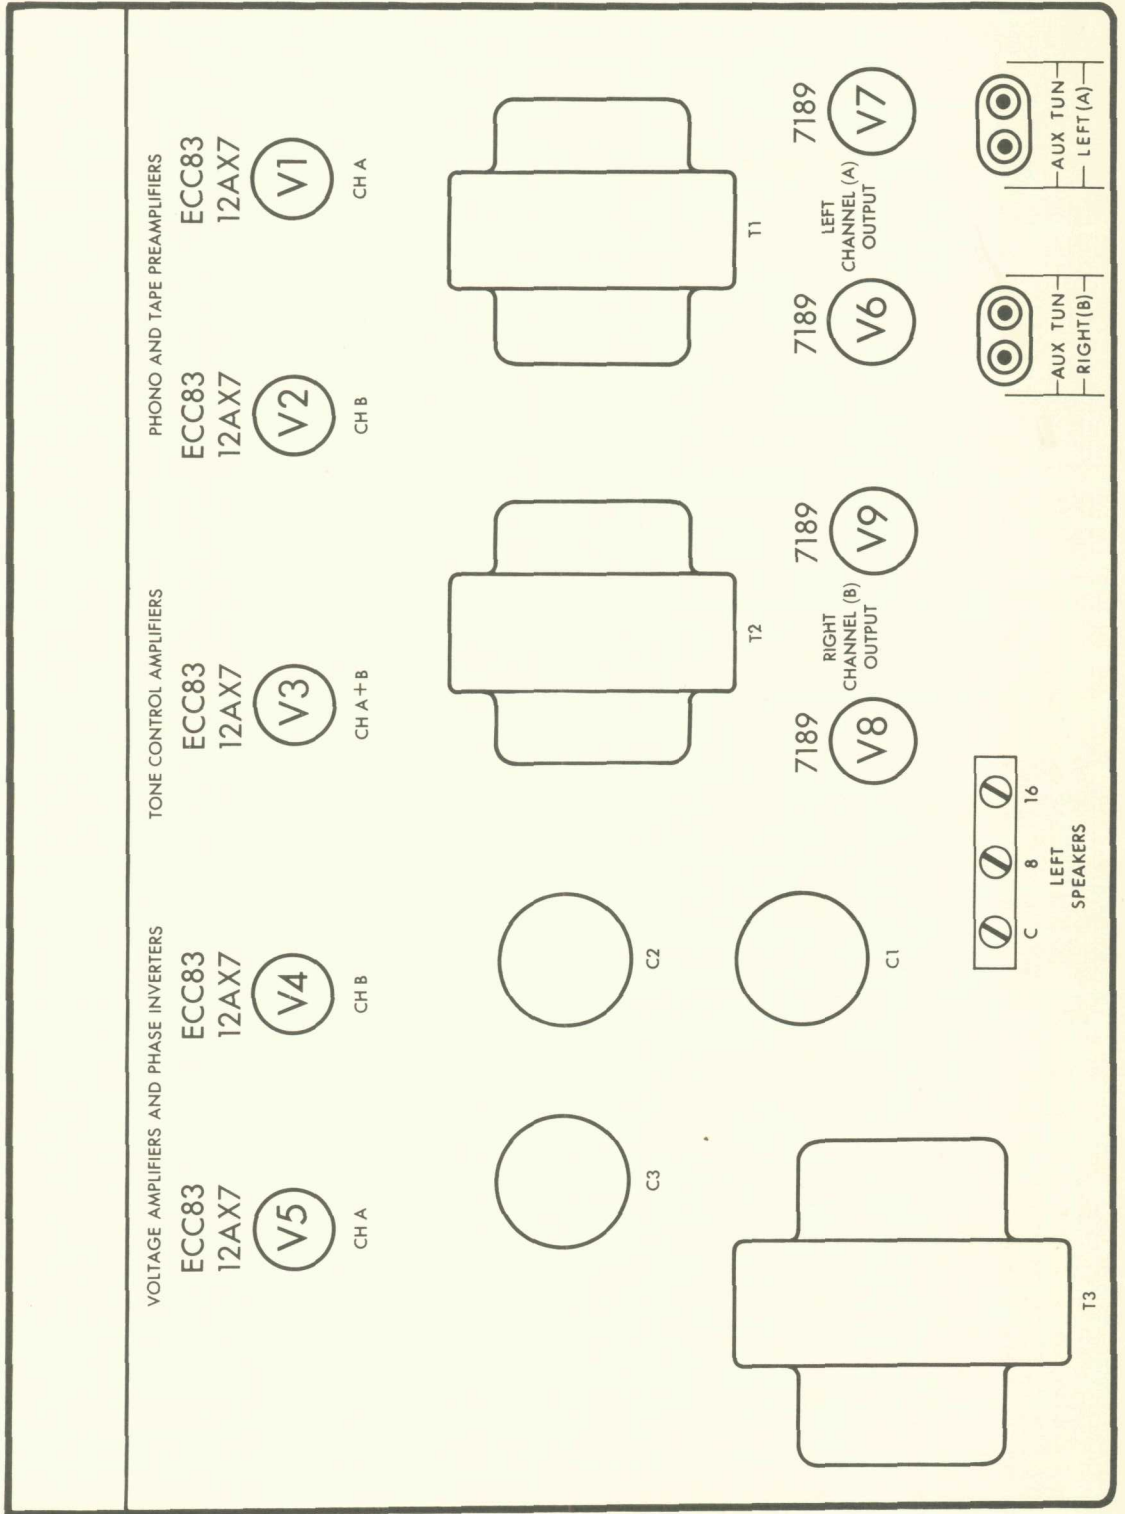 VOLTAGE AMPLIFIERS AND PHASE INVERTERS
TONE CONTROL AMPLIFIERS
PHONO AND TAPE PREAMPLIFIERS
ECC83
12AX7
V5
CH A
ECC83
12AX7
V4
CH B
ECC83
12AX7
V3
CH A+B
ECC83
12AX7
V2
CH B
ECC83
12AX7
V1
CH A
C3
C2
C1
T2
T1
7189
V8
RIGHT
CHANNEL (B)
OUTPUT
7189
V9
7189
V6
LEFT
CHANNEL (A)
OUTPUT
7189
V7
T3
C 8 16
LEFT
SPEAKERS
AUX TUN
RIGHT (B)
AUX TUN
LEFT (A)